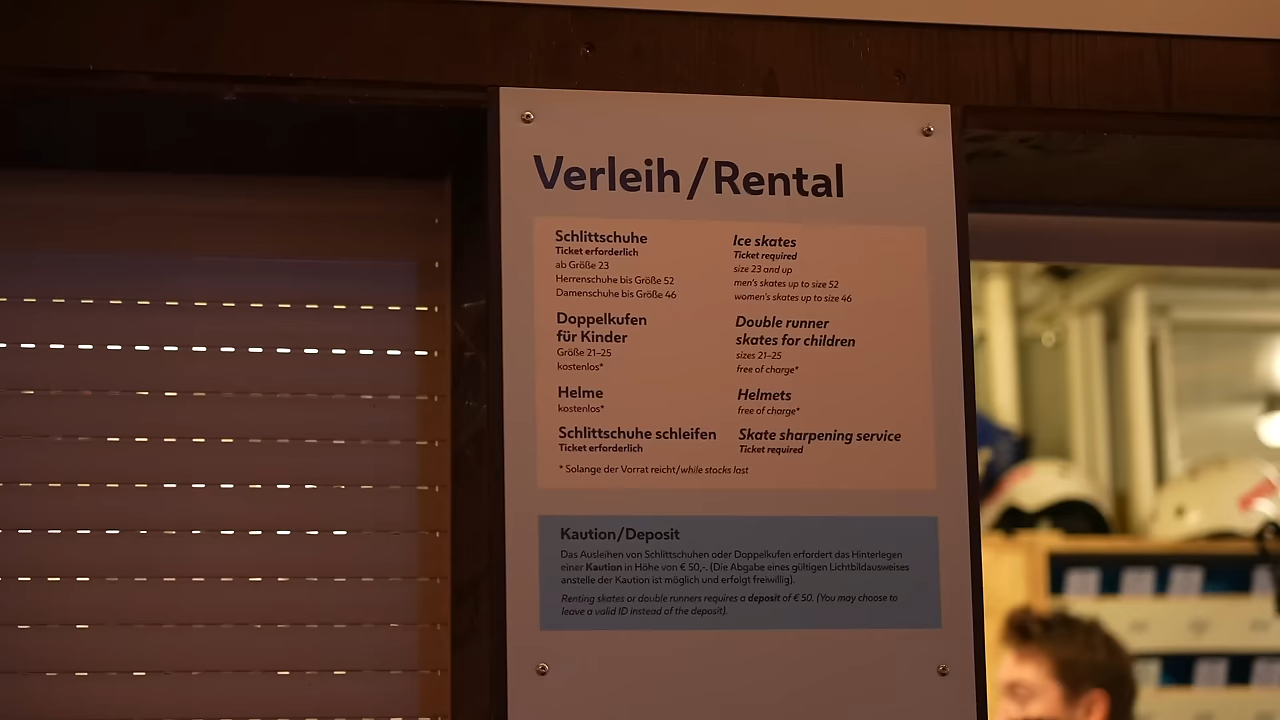 Verleih/Rental
Schlittschuhe
Ticket erforderlich
ab Größe 23
Herrenschuhe bis Größe 52
Damenschuhe bis Größe 46
Doppelkufen
für Kinder
Größe 21–25
kostenlos*
Helme
kostenlos*
Schlittschuhe schleifen
Ticket erforderlich
Ice skates
Ticket required
size 23 and up
men's skates up to size 52
women's skates up to size 46
Double runner
skates for children
sizes 21–25
free of charge*
Helmets
free of charge*
Skate sharpening service
Ticket required
* Solange der Vorrat reicht/while stocks last
Kaution/Deposit
Das Ausleihen von Schlittschuhen oder Doppelkufen erfordert das Hinterlegen
einer Kaution in Höhe von € 50,-. (Die Abgabe eines gültigen Lichtbildausweises
anstelle der Kaution ist möglich und erfolgt freiwillig).
Renting skates or double runners requires a deposit of € 50. (You may choose to
leave a valid ID instead of the deposit).